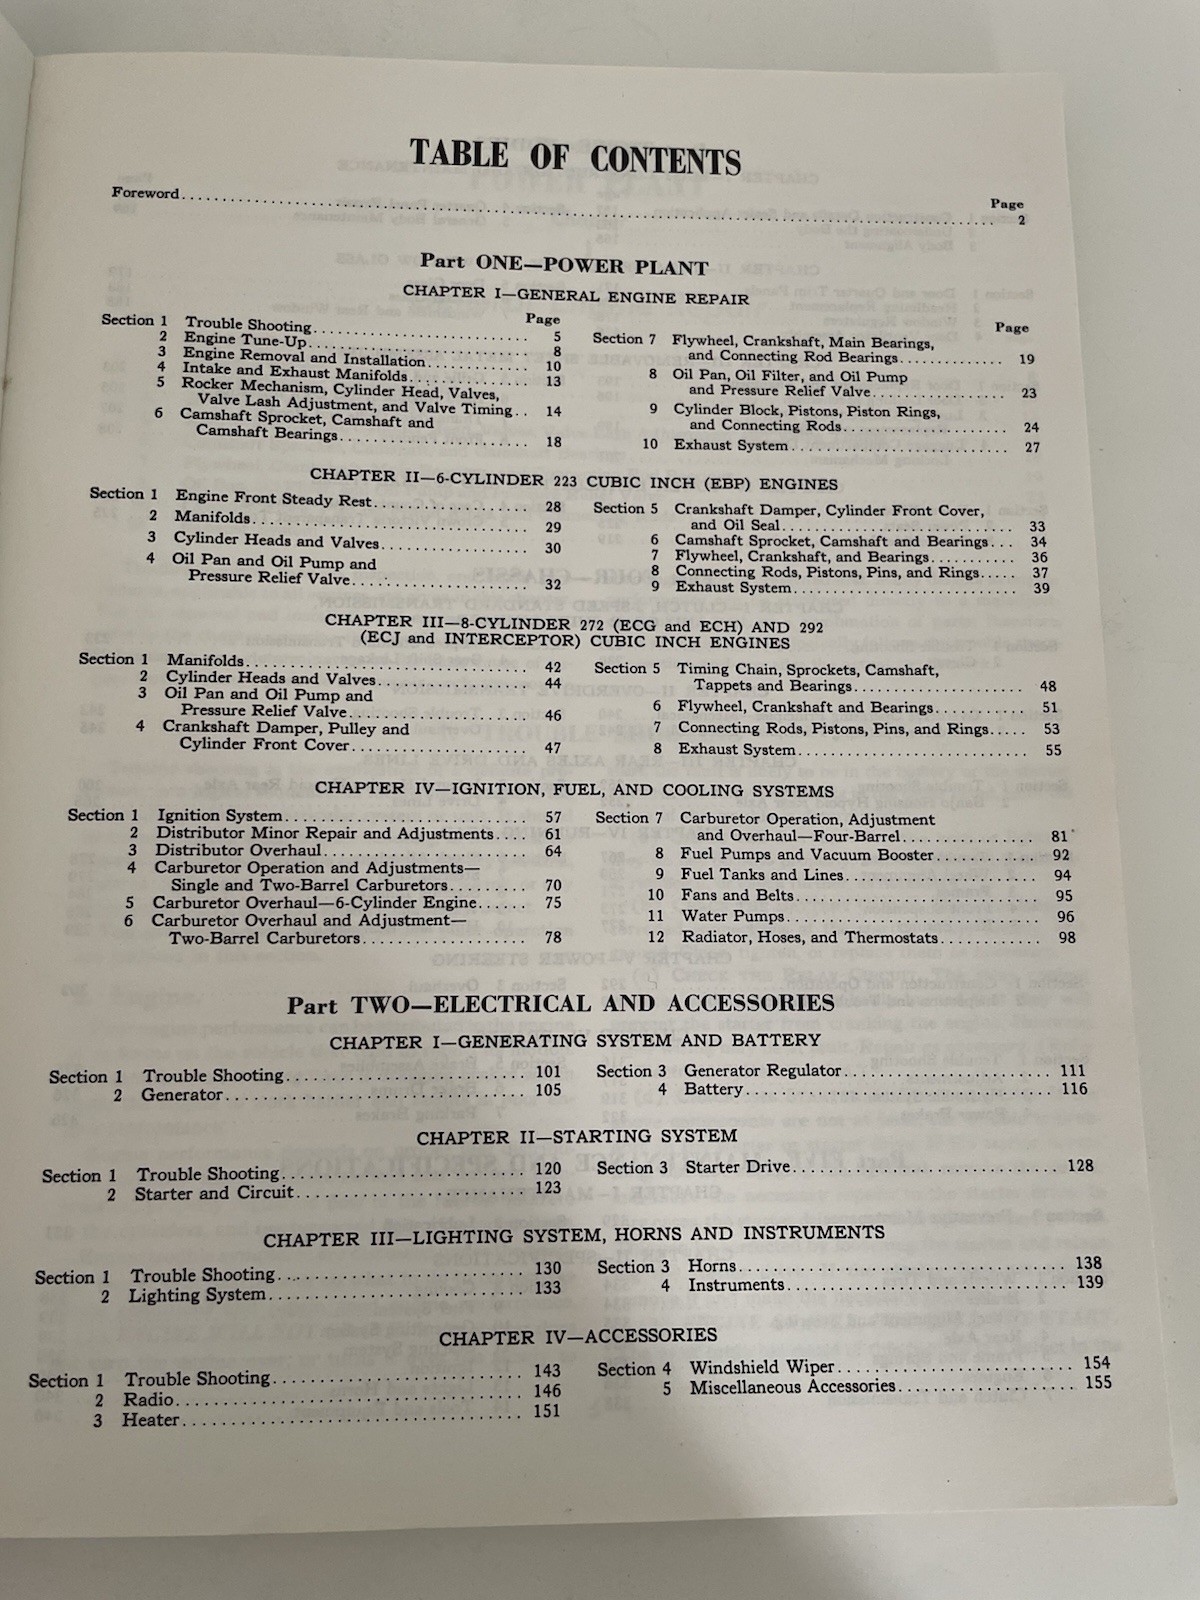 TABLE OF CONTENTS
Page
Foreword 2
Part ONE—POWER PLANT
CHAPTER I—GENERAL ENGINE REPAIR
Page
Section 1 Trouble Shooting 5
2 Engine Tune-Up 8
3 Engine Removal and Installation 10
4 Intake and Exhaust Manifolds 13
5 Rocker Mechanism, Cylinder Head, Valves,
Valve Lash Adjustment, and Valve Timing 14
6 Camshaft Sprocket, Camshaft and
Camshaft Bearings 18
Page
Section 7 Flywheel, Crankshaft, Main Bearings,
and Connecting Rod Bearings 19
8 Oil Pan, Oil Filter, and Oil Pump
and Pressure Relief Valve 23
9 Cylinder Block, Pistons, Piston Rings,
and Connecting Rods 24
10 Exhaust System 27
CHAPTER II—6-CYLINDER 223 CUBIC INCH (EBP) ENGINES
Section 1 Engine Front Steady Rest 28
2 Manifolds 29
3 Cylinder Heads and Valves 30
4 Oil Pan and Oil Pump and
Pressure Relief Valve 32
Section 5 Crankshaft Damper, Cylinder Front Cover,
and Oil Seal 33
6 Camshaft Sprocket, Camshaft and Bearings 34
7 Flywheel, Crankshaft, and Bearings 36
8 Connecting Rods, Pistons, Pins, and Rings 37
9 Exhaust System 39
CHAPTER III—8-CYLINDER 272 (ECG and ECH) AND 292
(ECJ and INTERCEPTOR) CUBIC INCH ENGINES
Section 1 Manifolds 42
2 Cylinder Heads and Valves 44
3 Oil Pan and Oil Pump and
Pressure Relief Valve 46
4 Crankshaft Damper, Pulley and
Cylinder Front Cover 47
Section 5 Timing Chain, Sprockets, Camshaft,
Tappets and Bearings 48
6 Flywheel, Crankshaft and Bearings 51
7 Connecting Rods, Pistons, Pins, and Rings 53
8 Exhaust System 55
CHAPTER IV—IGNITION, FUEL, AND COOLING SYSTEMS
Section 1 Ignition System 57
2 Distributor Minor Repair and Adjustments 61
3 Distributor Overhaul 64
4 Carburetor Operation and Adjustments—
Single and Two-Barrel Carburetors 70
5 Carburetor Overhaul—6-Cylinder Engine 75
6 Carburetor Overhaul and Adjustment—
Two-Barrel Carburetors 78
Section 7 Carburetor Operation, Adjustment
and Overhaul—Four-Barrel 81
8 Fuel Pumps and Vacuum Booster 92
9 Fuel Tanks and Lines 94
10 Fans and Belts 95
11 Water Pumps 96
12 Radiator, Hoses, and Thermostats 98
Part TWO—ELECTRICAL AND ACCESSORIES
CHAPTER I—GENERATING SYSTEM AND BATTERY
Section 1 Trouble Shooting 101
2 Generator 105
Section 3 Generator Regulator 111
4 Battery 116
CHAPTER II—STARTING SYSTEM
Section 1 Trouble Shooting 120
2 Starter and Circuit 123
Section 3 Starter Drive 128
CHAPTER III—LIGHTING SYSTEM, HORNS AND INSTRUMENTS
Section 1 Trouble Shooting 130
2 Lighting System 133
Section 3 Horns 138
4 Instruments 139
CHAPTER IV—ACCESSORIES
Section 1 Trouble Shooting 143
2 Radio 146
3 Heater 151
Section 4 Windshield Wiper 154
5 Miscellaneous Accessories 155